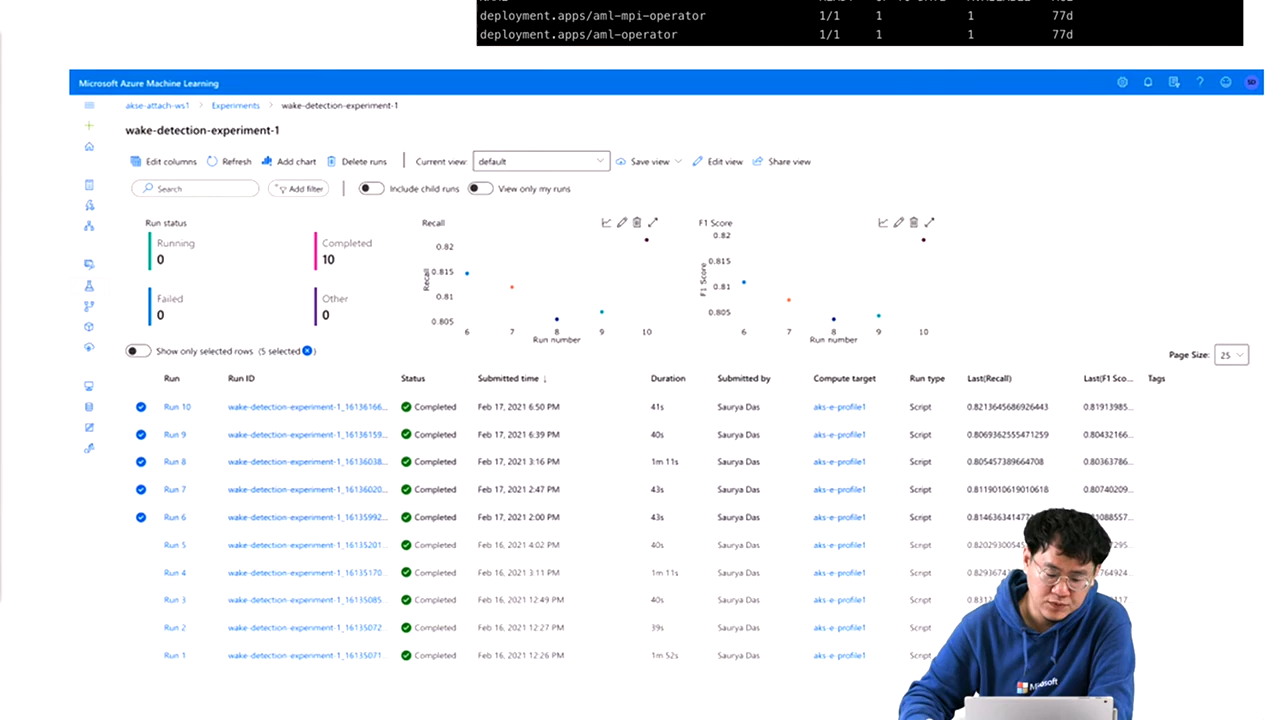 deployment.apps/aml-mpi-operator 1/1 1 1 77d
deployment.apps/aml-operator 1/1 1 1 77d
Microsoft Azure Machine Learning SD
akse-attach-ws1 > Experiments > wake-detection-experiment-1
wake-detection-experiment-1
Edit columns Refresh Add chart Delete runs Current view: default Save view Edit view Share view
Search Add filter Include child runs View only my runs
Run status
Running
0
Completed
10
Failed
0
Other
0
Recall
0.82
0.815
0.81
0.805
Recall
6 7 8 9 10
Run number
F1 Score
0.82
0.815
0.81
0.805
F1 Score
6 7 8 9 10
Run number
Show only selected rows (5 selected ) Page Size: 25
Run Run ID Status Submitted time ↓ Duration Submitted by Compute target Run type Last(Recall) Last(F1 Sco... Tags
Run 10 wake-detection-experiment-1_16136166... Completed Feb 17, 2021 6:50 PM 41s Saurya Das aks-e-profile1 Script 0.8213645686926443 0.81913985...
Run 9 wake-detection-experiment-1_16136159... Completed Feb 17, 2021 6:39 PM 40s Saurya Das aks-e-profile1 Script 0.8069362555471259 0.80432166...
Run 8 wake-detection-experiment-1_16136038... Completed Feb 17, 2021 3:16 PM 1m 11s Saurya Das aks-e-profile1 Script 0.805457389664708 0.80363786...
Run 7 wake-detection-experiment-1_16136020... Completed Feb 17, 2021 2:47 PM 43s Saurya Das aks-e-profile1 Script 0.8119010619010618 0.80740209...
Run 6 wake-detection-experiment-1_16135992... Completed Feb 17, 2021 2:00 PM 43s Saurya Das aks-e-profile1 Script
Run 5 wake-detection-experiment-1_16135201... Completed Feb 16, 2021 4:02 PM 40s Saurya Das aks-e-profile1 Script
Run 4 wake-detection-experiment-1_16135170... Completed Feb 16, 2021 3:11 PM 1m 11s Saurya Das aks-e-profile1 Script
Run 3 wake-detection-experiment-1_16135085... Completed Feb 16, 2021 12:49 PM 40s Saurya Das aks-e-profile1 Script
Run 2 wake-detection-experiment-1_16135072... Completed Feb 16, 2021 12:27 PM 39s Saurya Das aks-e-profile1 Script
Run 1 wake-detection-experiment-1_16135071... Completed Feb 16, 2021 12:26 PM 1m 52s Saurya Das aks-e-profile1 Script
Microsoft